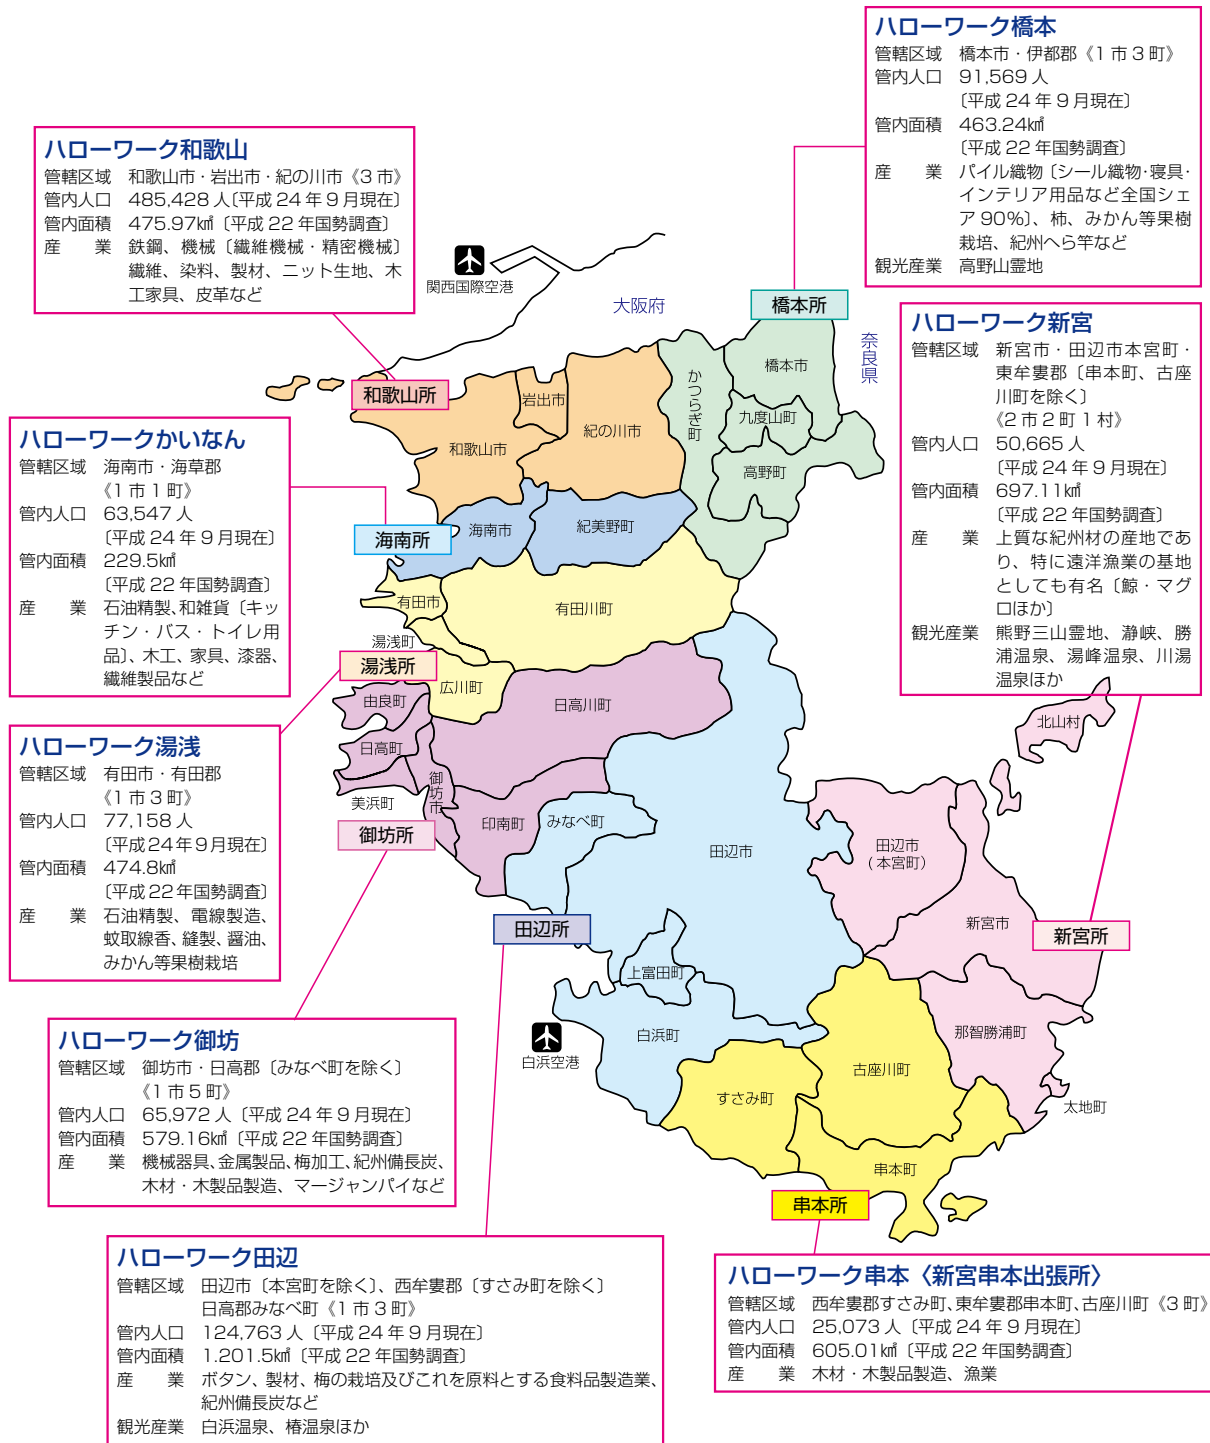 ハローワーク橋本
管轄区域 橋本市・伊都郡《1市3町》
管内人口 91,569人
〔平成24年9月現在〕
管内面積 463.24㎢
〔平成22年国勢調査〕
産　業 パイル織物〔シール織物・寝具・
インテリア用品など全国シェ
ア90％〕、柿、みかん等果樹
栽培、紀州へら竿など
観光産業 高野山霊地
ハローワーク和歌山
管轄区域 和歌山市・岩出市・紀の川市《3市》
管内人口 485,428人〔平成24年9月現在〕
管内面積 475.97㎢〔平成22年国勢調査〕
産　業 鉄鋼、機械〔繊維機械・精密機械〕
繊維、染料、製材、ニット生地、木
工家具、皮革など
関西国際空港
大阪府
奈良県
橋本所
和歌山所
ハローワーク新宮
管轄区域 新宮市・田辺市本宮町・
東牟婁郡〔串本町、古座
川町を除く〕
《2市2町1村》
管内人口 50,665人
〔平成24年9月現在〕
管内面積 697.11㎢
〔平成22年国勢調査〕
産　業 上質な紀州材の産地であ
り、特に遠洋漁業の基地
としても有名〔鯨・マグ
ロほか〕
観光産業 熊野三山霊地、瀞峡、勝
浦温泉、湯峰温泉、川湯
温泉ほか
ハローワークかいなん
管轄区域 海南市・海草郡
《1市1町》
管内人口 63,547人
〔平成24年9月現在〕
管内面積 229.5㎢
〔平成22年国勢調査〕
産　業 石油精製、和雑貨〔キッ
チン・バス・トイレ用
品〕、木工、家具、漆器、
繊維製品など
橋本市
かつらぎ町
九度山町
高野町
岩出市
紀の川市
和歌山市
海南市
紀美野町
海南所
有田市
有田川町
湯浅町
湯浅所
広川町
由良町
日高川町
日高町
御坊市
美浜町
印南町
みなべ町
御坊所
田辺市
北山村
田辺市
(本宮町)
新宮市
新宮所
田辺所
上富田町
白浜町
白浜空港
那智勝浦町
太地町
古座川町
すさみ町
串本町
串本所
ハローワーク湯浅
管轄区域 有田市・有田郡
《1市3町》
管内人口 77,158人
〔平成24年9月現在〕
管内面積 474.8㎢
〔平成22年国勢調査〕
産　業 石油精製、電線製造、
蚊取線香、縫製、醤油、
みかん等果樹栽培
ハローワーク御坊
管轄区域 御坊市・日高郡〔みなべ町を除く〕
《1市5町》
管内人口 65,972人〔平成24年9月現在〕
管内面積 579.16㎢〔平成22年国勢調査〕
産　業 機械器具、金属製品、梅加工、紀州備長炭、
木材・木製品製造、マージャンパイなど
ハローワーク田辺
管轄区域 田辺市〔本宮町を除く〕、西牟婁郡〔すさみ町を除く〕
日高郡みなべ町《1市3町》
管内人口 124,763人〔平成24年9月現在〕
管内面積 1.201.5㎢〔平成22年国勢調査〕
産　業 ボタン、製材、梅の栽培及びこれを原料とする食料品製造業、
紀州備長炭など
観光産業 白浜温泉、椿温泉ほか
ハローワーク串本〈新宮串本出張所〉
管轄区域 西牟婁郡すさみ町、東牟婁郡串本町、古座川町《3町》
管内人口 25,073人〔平成24年9月現在〕
管内面積 605.01㎢〔平成22年国勢調査〕
産　業 木材・木製品製造、漁業